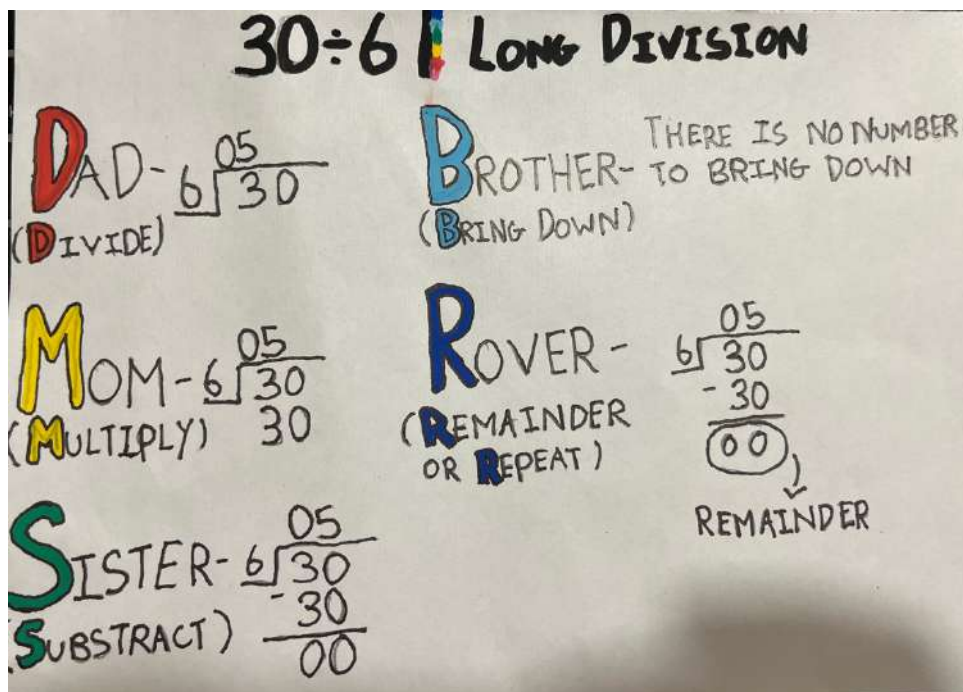 30÷6 | LONG DIVISION
DAD-
05
6 30
(DIVIDE)
MOM-
05
6 30
30
(MULTIPLY)
SISTER-
05
6 30
- 30
00
(SUBSTRACT)
BROTHER-
THERE IS NO NUMBER
TO BRING DOWN
(BRING DOWN)
ROVER-
05
6 30
- 30
00
REMAINDER
(REMAINDER
OR REPEAT)